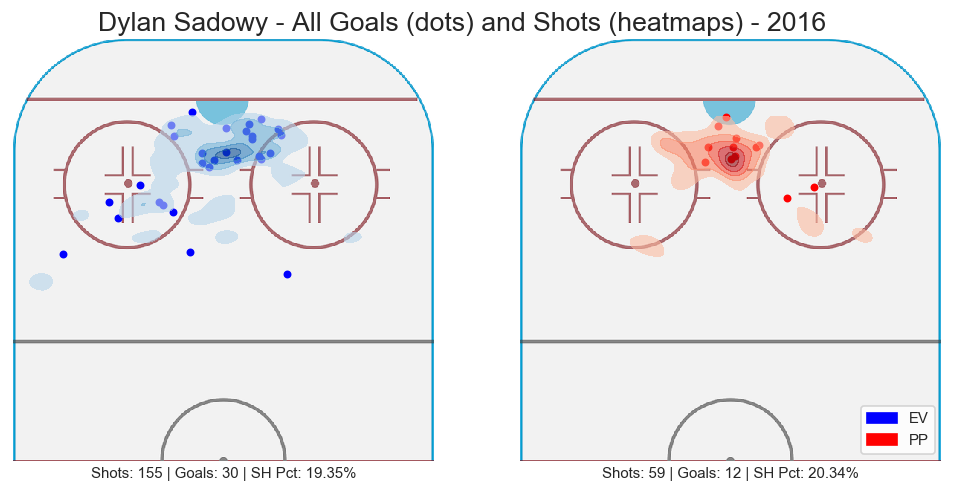 Dylan Sadowy - All Goals (dots) and Shots (heatmaps) - 2016
EV
PP
Shots: 155 | Goals: 30 | SH Pct: 19.35%
Shots: 59 | Goals: 12 | SH Pct: 20.34%